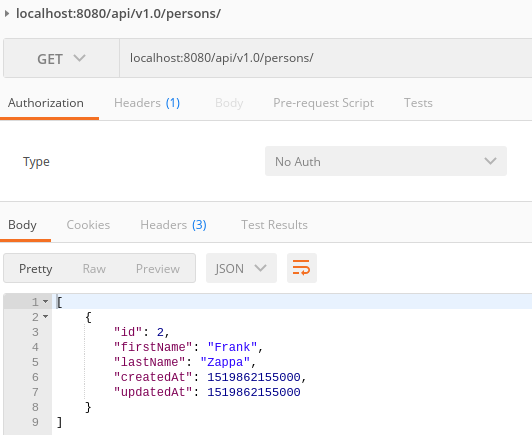 localhost:8080/api/v1.0/persons/
GET localhost:8080/api/v1.0/persons/
Authorization Headers (1) Body Pre-request Script Tests
Type No Auth
Body Cookies Headers (3) Test Results
Pretty Raw Preview JSON
1 [
2 {
3 "id": 2,
4 "firstName": "Frank",
5 "lastName": "Zappa",
6 "createdAt": 1519862155000,
7 "updatedAt": 1519862155000
8 }
9 ]